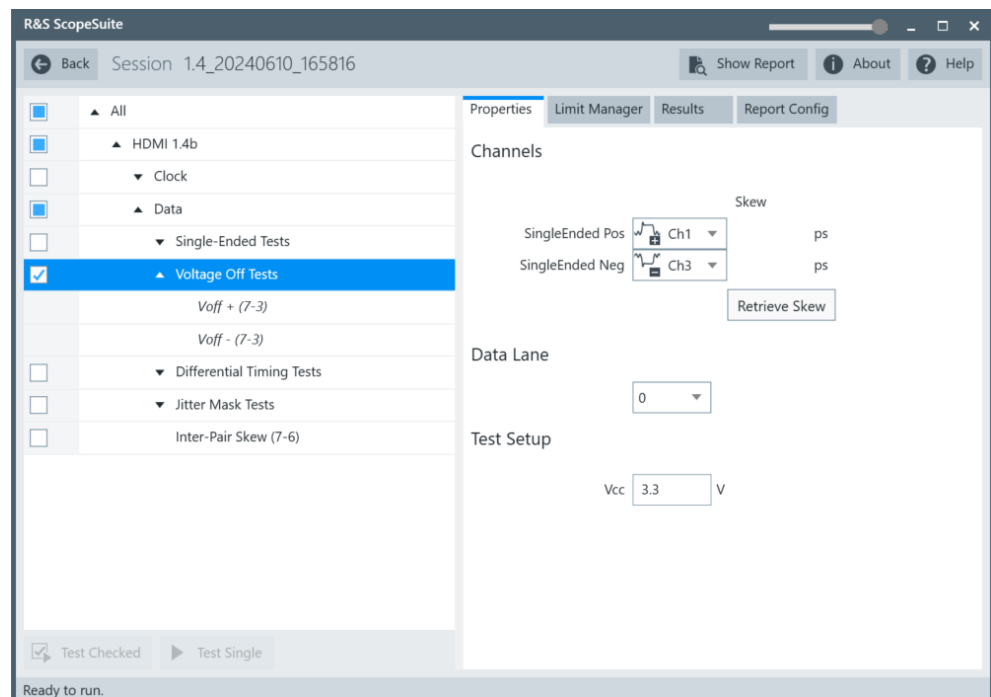 R&S ScopeSuite
Back Session 1.4_20240610_165816 Show Report About Help
All
HDMI 1.4b
Clock
Data
Single-Ended Tests
Voltage Off Tests
Voff + (7-3)
Voff - (7-3)
Differential Timing Tests
Jitter Mask Tests
Inter-Pair Skew (7-6)
Test Checked Test Single
Properties Limit Manager Results Report Config
Channels
Skew
SingleEnded Pos Ch1 ps
SingleEnded Neg Ch3 ps
Retrieve Skew
Data Lane
0
Test Setup
Vcc 3.3 V
Ready to run.